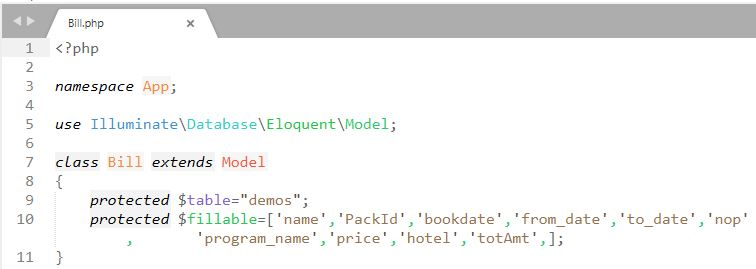 Bill.php ×
1 <?php
2
3 namespace App;
4
5 use Illuminate\Database\Eloquent\Model;
6
7 class Bill extends Model
8 {
9 protected $table="demos";
10 protected $fillable=['name','PackId','bookdate','from_date','to_date','nop'
, 'program_name','price','hotel','totAmt',];
11 }